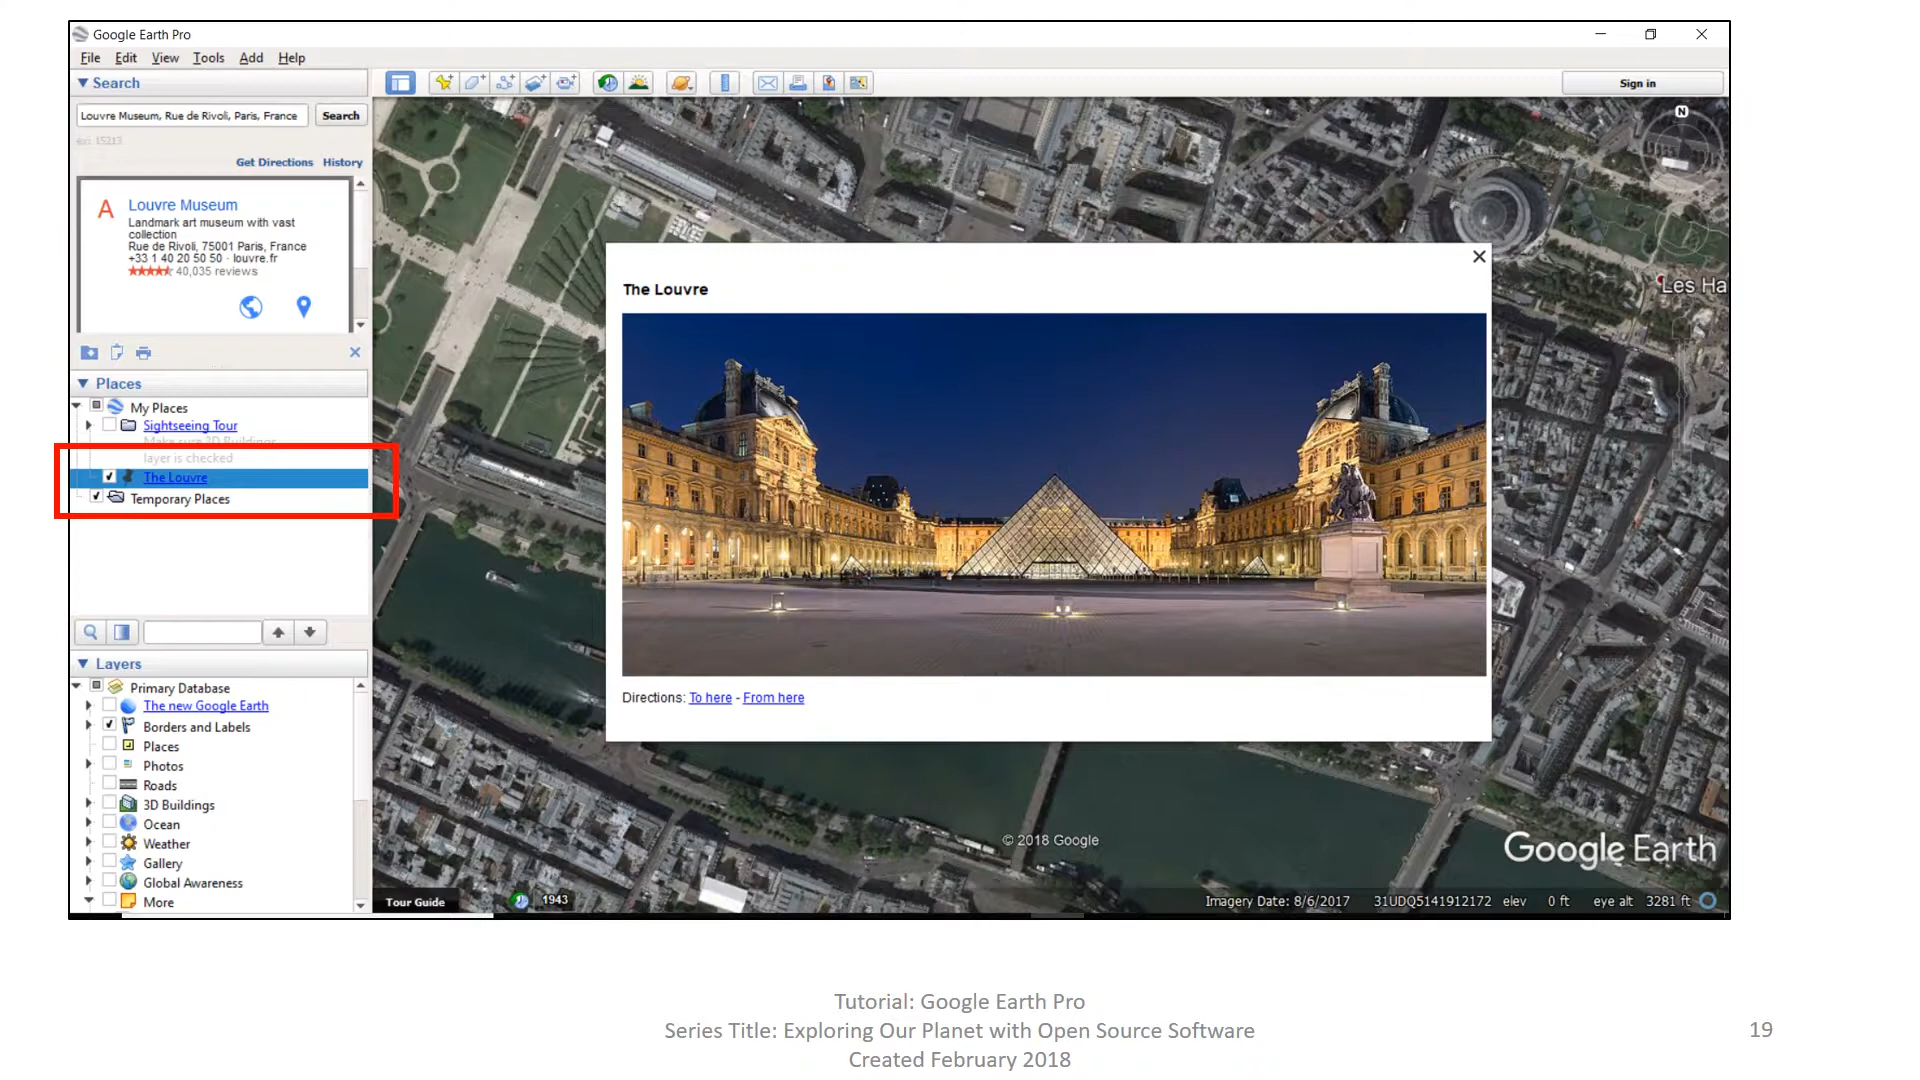 Google Earth Pro
File Edit View Tools Add Help
Search
Sign in
Louvre Museum, Rue de Rivoli, Paris, France Search
ex: 15213
Get Directions History
A Louvre Museum
Landmark art museum with vast
collection
Rue de Rivoli, 75001 Paris, France
+33 1 40 20 50 50 · louvre.fr
40,035 reviews
Places
My Places
Sightseeing Tour
Make sure 3D Buildings
layer is checked
The Louvre
Temporary Places
Layers
Primary Database
The new Google Earth
Borders and Labels
Places
Photos
Roads
3D Buildings
Ocean
Weather
Gallery
Global Awareness
More
N
Les Ha
The Louvre
Directions: To here - From here
© 2018 Google
Google Earth
Tour Guide 1943
Imagery Date: 8/6/2017 31UDQ5141912172 elev 0 ft eye alt 3281 ft
Tutorial: Google Earth Pro
Series Title: Exploring Our Planet with Open Source Software
Created February 2018
19